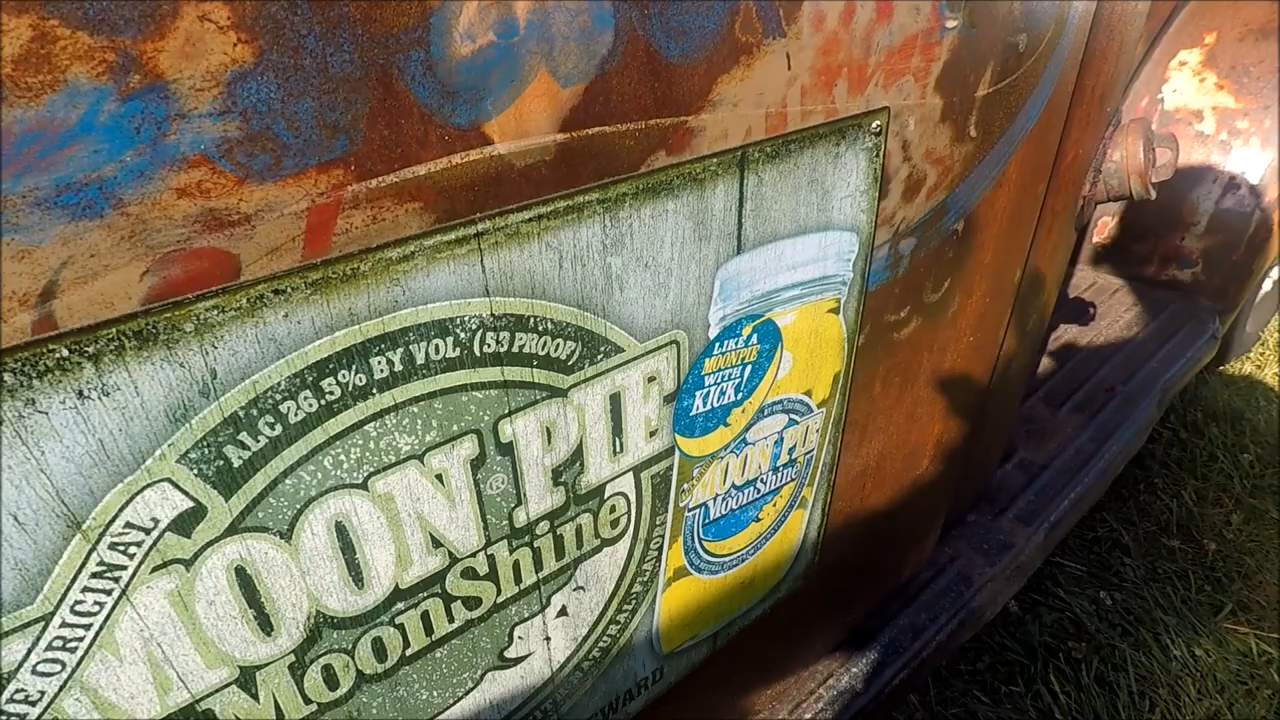 ALC 26.5% BY VOL (53 PROOF)
ORIGINAL
MOON PIE®
MoonShine
LIKE A
MOONPIE
WITH
KICK!
MOON PIE
MoonShine